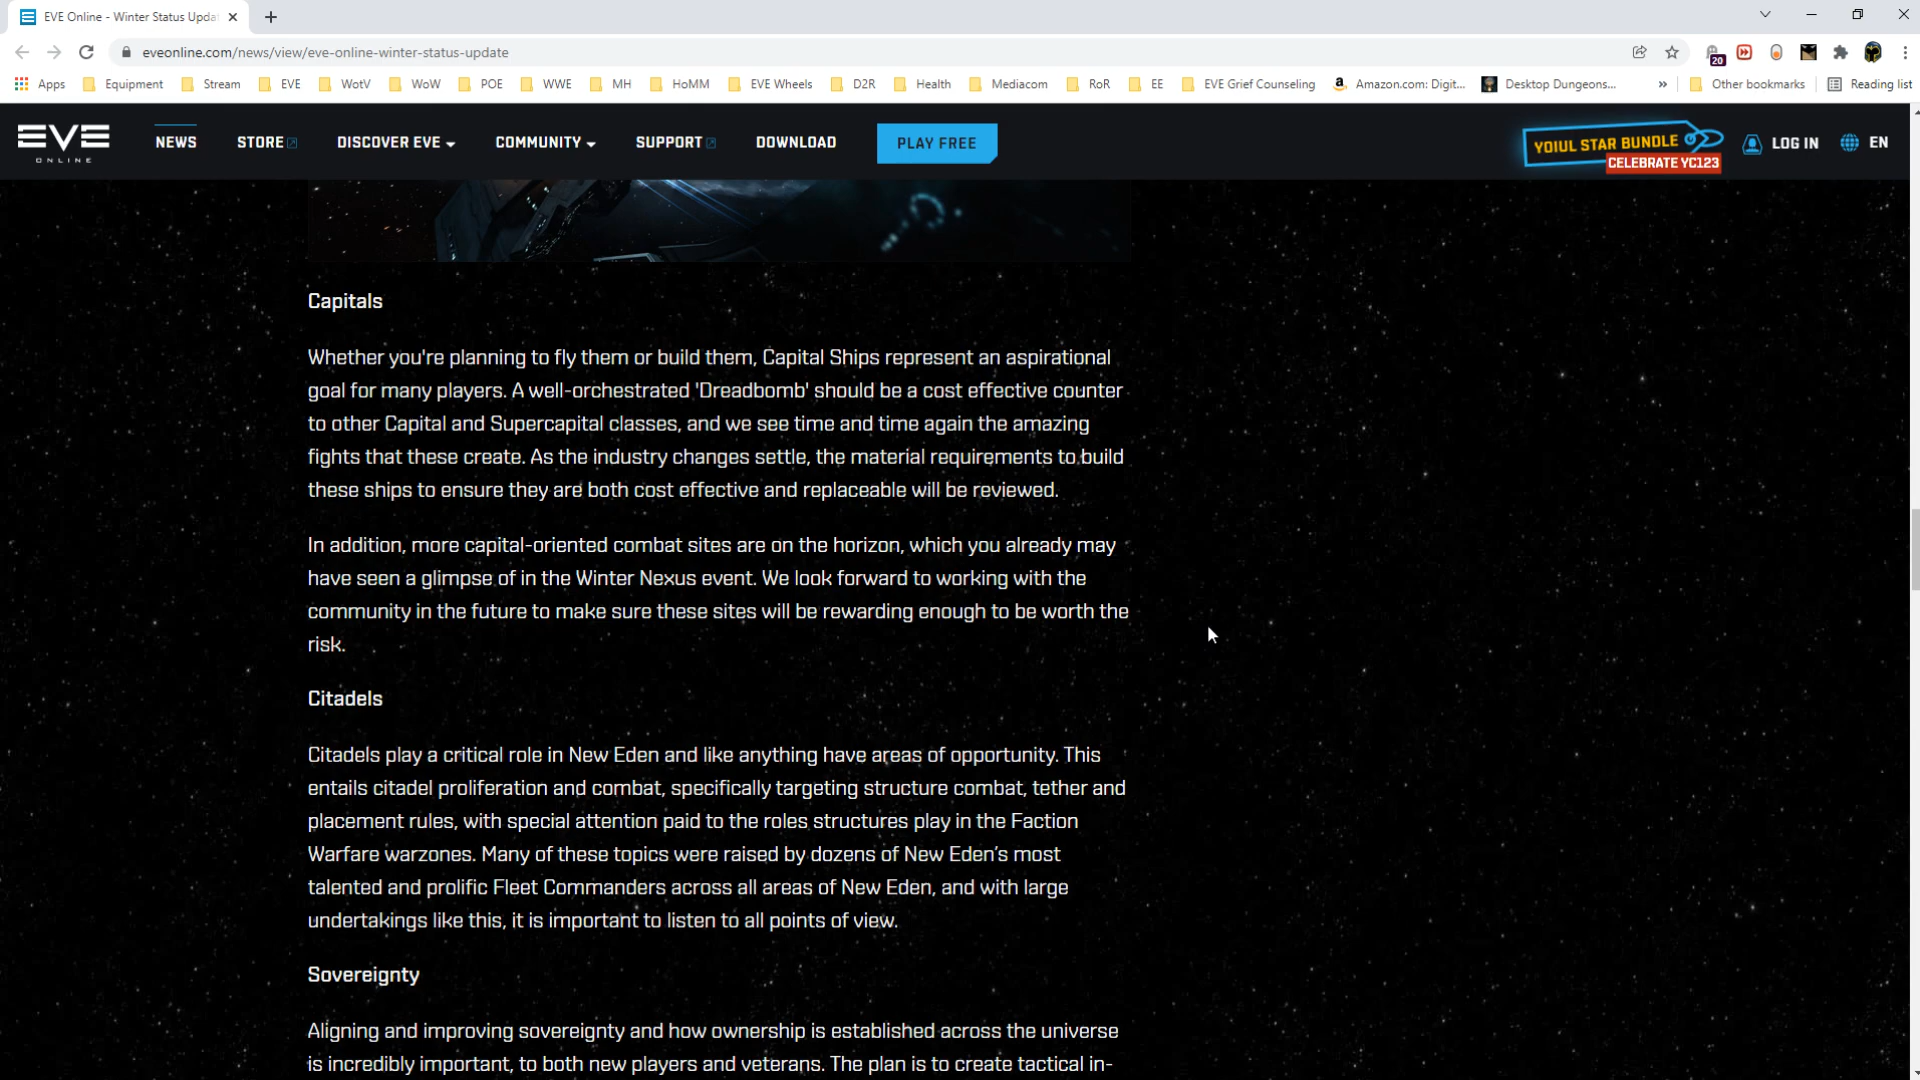 EVE Online - Winter Status Upda
eveonline.com/news/view/eve-online-winter-status-update
20
Apps Equipment Stream EVE WotV WoW POE WWE MH HoMM EVE Wheels D2R Health Mediacom RoR EE EVE Grief Counseling Amazon.com: Digit... Desktop Dungeons... » Other bookmarks Reading list
EVE ONLINE
NEWS STORE DISCOVER EVE COMMUNITY SUPPORT DOWNLOAD PLAY FREE
YOIUL STAR BUNDLE
CELEBRATE YC123
LOG IN EN
Capitals
Whether you're planning to fly them or build them, Capital Ships represent an aspirational
goal for many players. A well-orchestrated 'Dreadbomb' should be a cost effective counter
to other Capital and Supercapital classes, and we see time and time again the amazing
fights that these create. As the industry changes settle, the material requirements to build
these ships to ensure they are both cost effective and replaceable will be reviewed.
In addition, more capital-oriented combat sites are on the horizon, which you already may
have seen a glimpse of in the Winter Nexus event. We look forward to working with the
community in the future to make sure these sites will be rewarding enough to be worth the
risk.
Citadels
Citadels play a critical role in New Eden and like anything have areas of opportunity. This
entails citadel proliferation and combat, specifically targeting structure combat, tether and
placement rules, with special attention paid to the roles structures play in the Faction
Warfare warzones. Many of these topics were raised by dozens of New Eden's most
talented and prolific Fleet Commanders across all areas of New Eden, and with large
undertakings like this, it is important to listen to all points of view.
Sovereignty
Aligning and improving sovereignty and how ownership is established across the universe
is incredibly important, to both new players and veterans. The plan is to create tactical in-